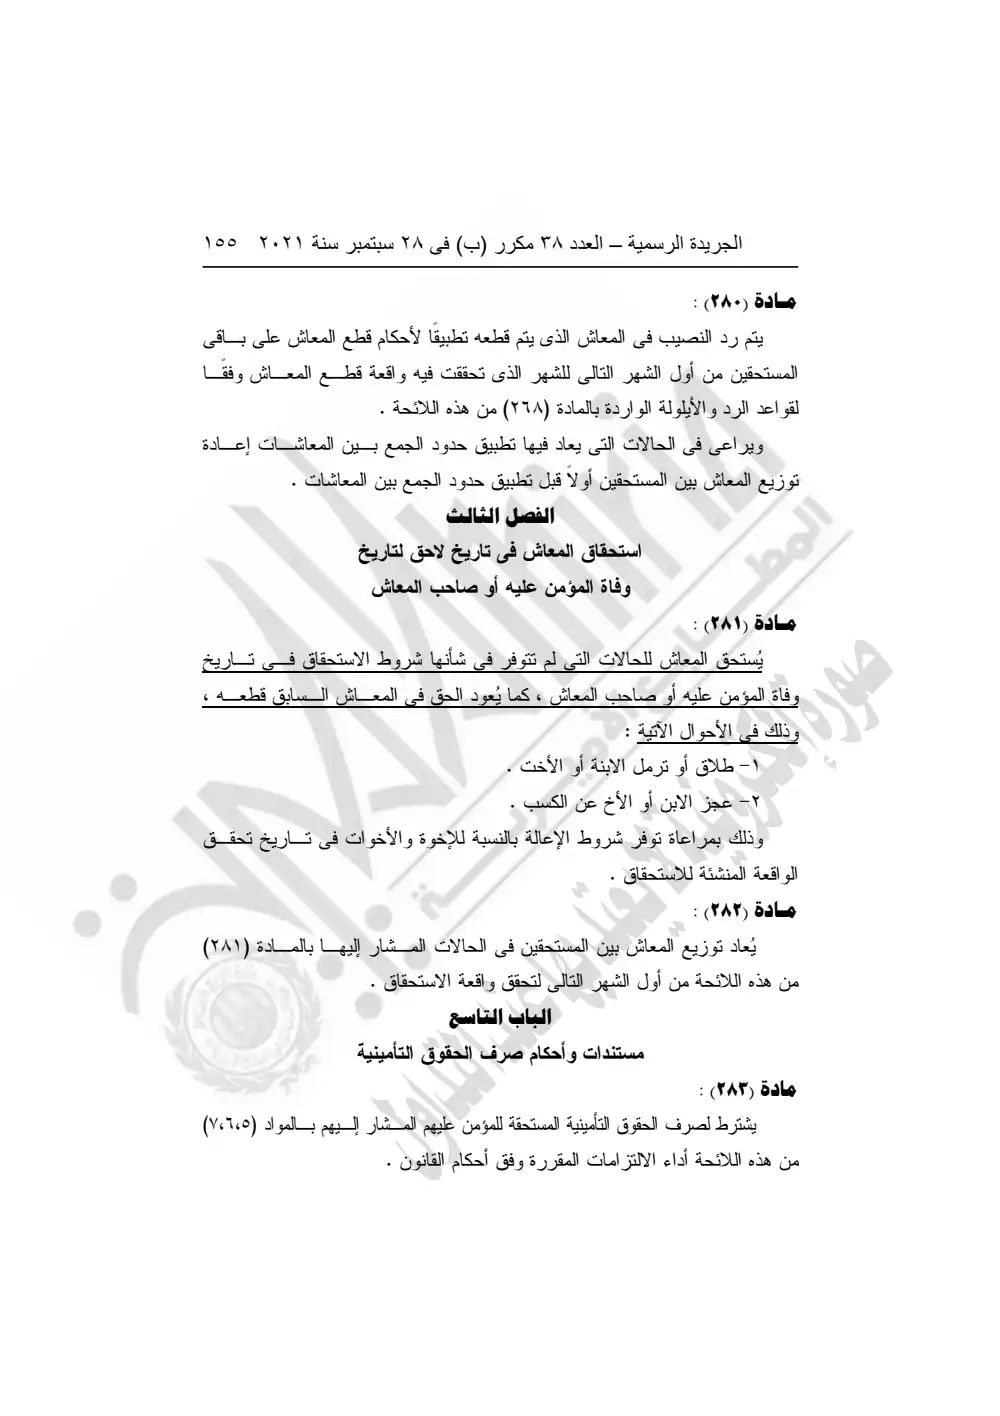 الجريدة الرسمية – العدد ٣٨ مكرر (ب) فى ٢٨ سبتمبر سنة ٢٠٢١ ١٥٥
مادة (٢٨٠) :
يتم رد النصيب فى المعاش الذى يتم قطعه تطبيقًا لأحكام قطع المعاش على باقى
المستحقين من أول الشهر التالى للشهر الذى تحققت فيه واقعة قطع المعاش وفقًا
لقواعد الرد والأيلولة الواردة بالمادة (٢٦٨) من هذه اللائحة .
ويراعى فى الحالات التى يعاد فيها تطبيق حدود الجمع بين المعاشات إعادة
توزيع المعاش بين المستحقين أولاً قبل تطبيق حدود الجمع بين المعاشات .
الفصل الثالث
استحقاق المعاش فى تاريخ لاحق لتاريخ
وفاة المؤمن عليه أو صاحب المعاش
مادة (٢٨١) :
يُستحق المعاش للحالات التى لم تتوفر فى شأنها شروط الاستحقاق فى تاريخ
وفاة المؤمن عليه أو صاحب المعاش ، كما يُعود الحق فى المعاش السابق قطعه ،
وذلك فى الأحوال الآتية :
١- طلاق أو ترمل الابنة أو الأخت .
٢- عجز الابن أو الأخ عن الكسب .
وذلك بمراعاة توفر شروط الإعالة بالنسبة للإخوة والأخوات فى تاريخ تحقق
الواقعة المنشئة للاستحقاق .
مادة (٢٨٢) :
يُعاد توزيع المعاش بين المستحقين فى الحالات المشار إليها بالمادة (٢٨١)
من هذه اللائحة من أول الشهر التالى لتحقق واقعة الاستحقاق .
الباب التاسع
مستندات وأحكام صرف الحقوق التأمينية
مادة (٢٨٣) :
يشترط لصرف الحقوق التأمينية المستحقة للمؤمن عليهم المشار إليهم بالمواد (٧،٦،٥)
من هذه اللائحة أداء الالتزامات المقررة وفق أحكام القانون .